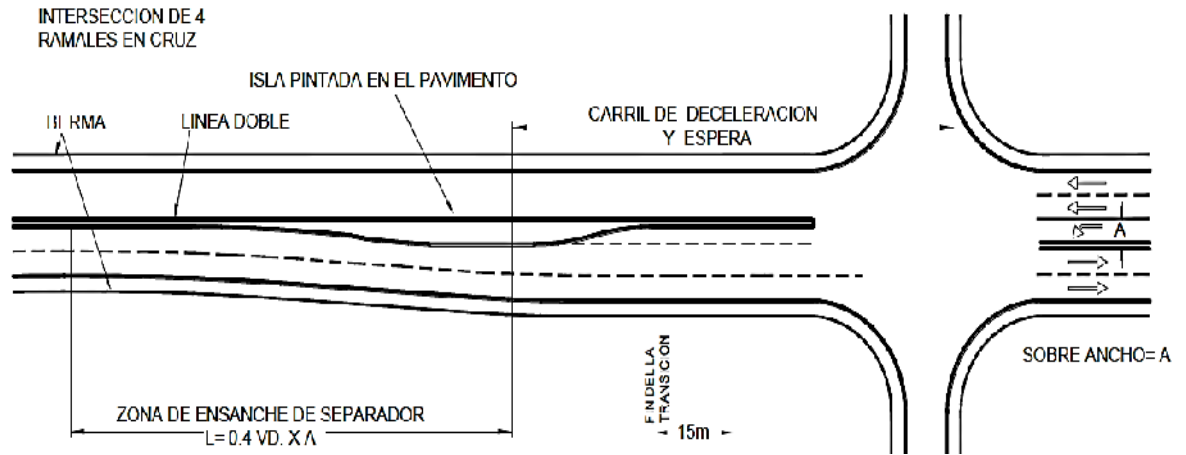 INTERSECCION DE 4
RAMALES EN CRUZ
ISLA PINTADA EN EL PAVIMENTO
BERMA
LINEA DOBLE
CARRIL DE DECELERACION
Y ESPERA
A
SOBRE ANCHO= A
FIN DE LA
TRANSICION
15m
ZONA DE ENSANCHE DE SEPARADOR
L= 0.4 VD. X A